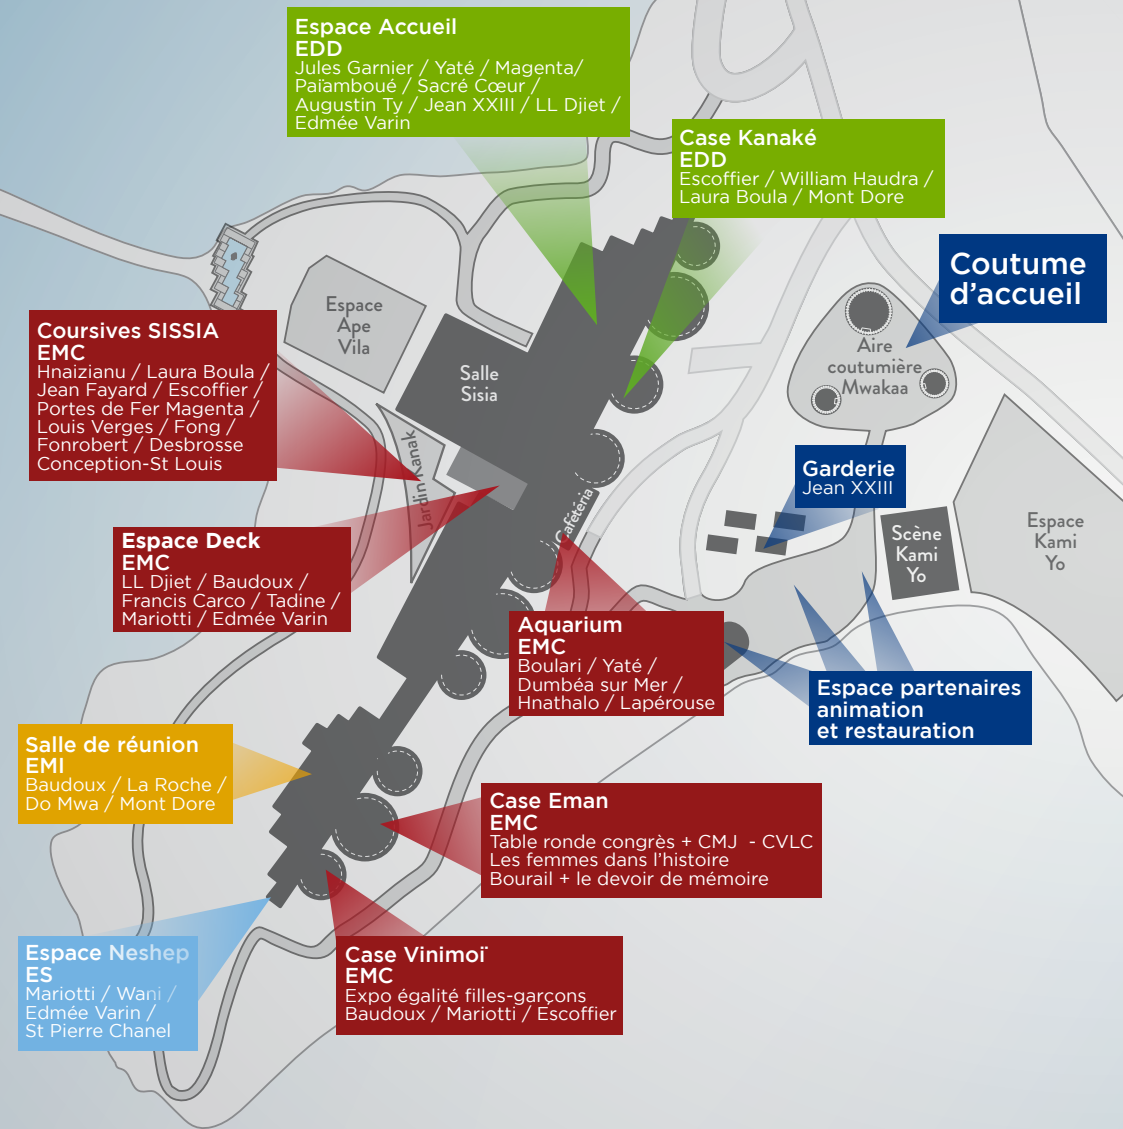 Espace Accueil
EDD
Jules Garnier / Yaté / Magenta/
Païamboué / Sacré Cœur /
Augustin Ty / Jean XXIII / LL Djiet /
Edmée Varin
Case Kanaké
EDD
Escoffier / William Haudra /
Laura Boula / Mont Dore
Coutume
d'accueil
Espace
Ape
Vila
Coursives SISSIA
EMC
Hnaizianu / Laura Boula /
Jean Fayard / Escoffier /
Portes de Fer Magenta /
Louis Verges / Fong /
Fonrobert / Desbrosse
Conception-St Louis
Salle
Sisia
Aire
coutumière
Mwakaa
Jardin Kanak
Cafétéria
Garderie
Jean XXIII
Scène
Kami
Yo
Espace
Kami
Yo
Espace Deck
EMC
LL Djiet / Baudoux /
Francis Carco / Tadine /
Mariotti / Edmée Varin
Aquarium
EMC
Boulari / Yaté /
Dumbéa sur Mer /
Hnathalo / Lapérouse
Espace partenaires
animation
et restauration
Salle de réunion
EMI
Baudoux / La Roche /
Do Mwa / Mont Dore
Case Eman
EMC
Table ronde congrès + CMJ - CVLC
Les femmes dans l'histoire
Bourail + le devoir de mémoire
Espace Neshep
ES
Mariotti / Wani /
Edmée Varin /
St Pierre Chanel
Case Vinimoï
EMC
Expo égalité filles-garçons
Baudoux / Mariotti / Escoffier